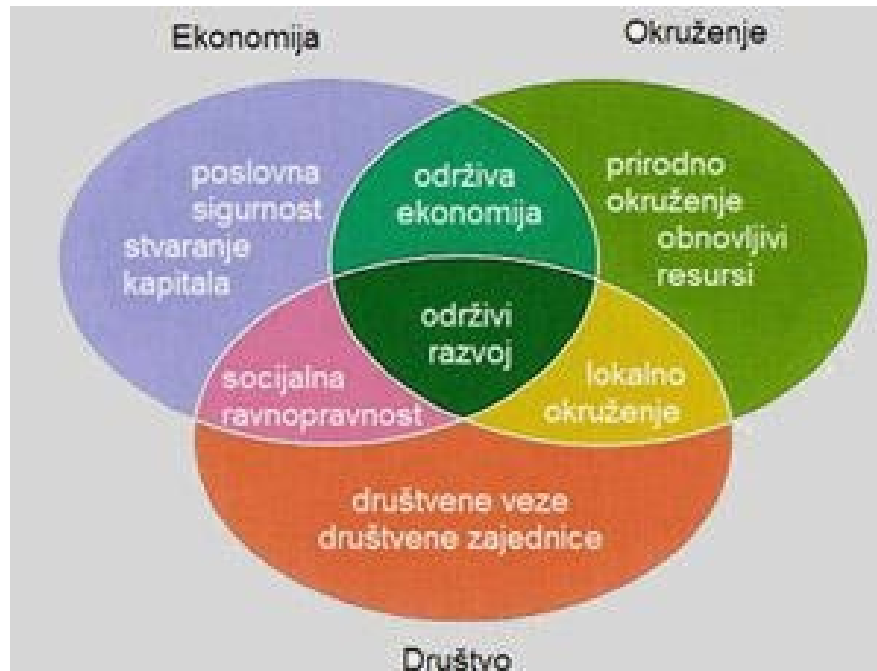 Ekonomija
Okruženje
poslovna
sigurnost
stvaranje
kapitala
održiva
ekonomija
prirodno
okruženje
obnovljivi
resursi
održivi
razvoj
socijalna
ravnopravnost
lokalno
okruženje
društvene veze
društvene zajednice
Društvo